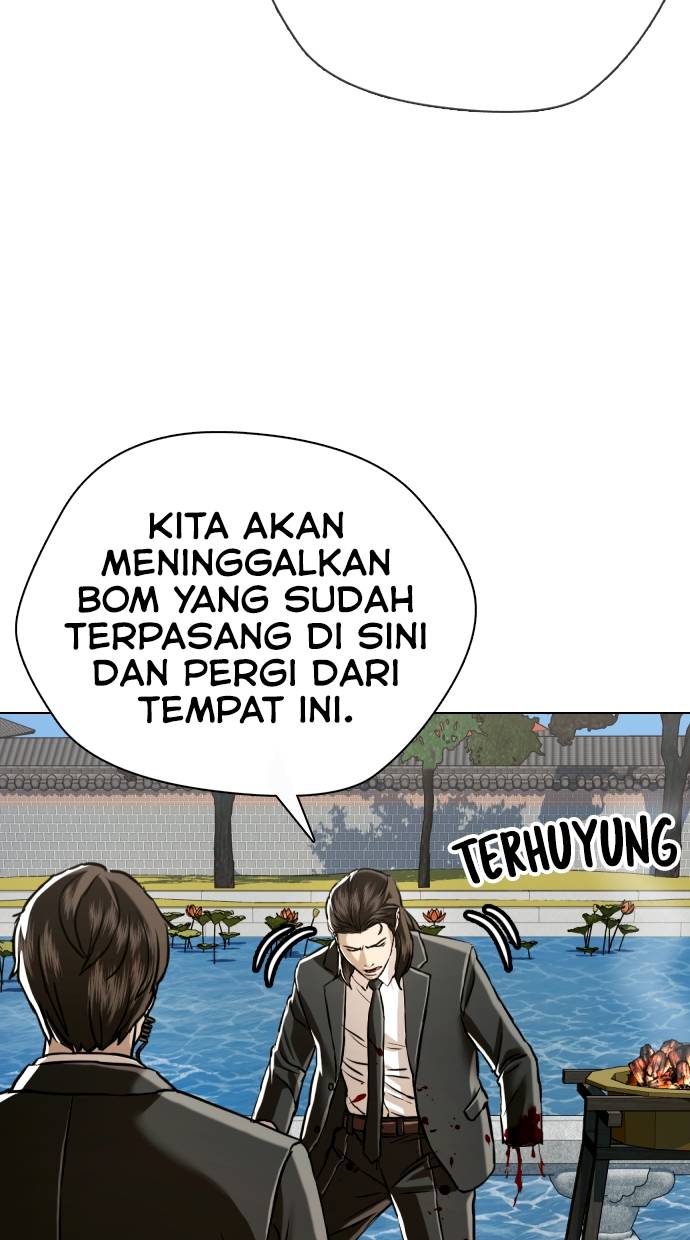 KITA AKAN
MENINGGALKAN
BOM YANG SUDAH
TERPASANG DI SINI
DAN PERGI DARI
TEMPAT INI.
TERHUYUNG